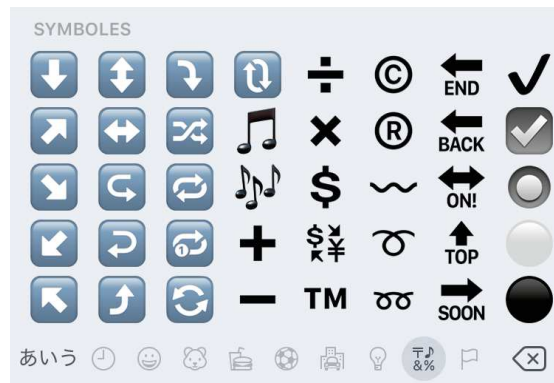 SYMBOLES
÷ © END ✔
✖ ® BACK
$ ON!
+ $ ¥ TOP
− TM SOON
あいう 〒♪&%